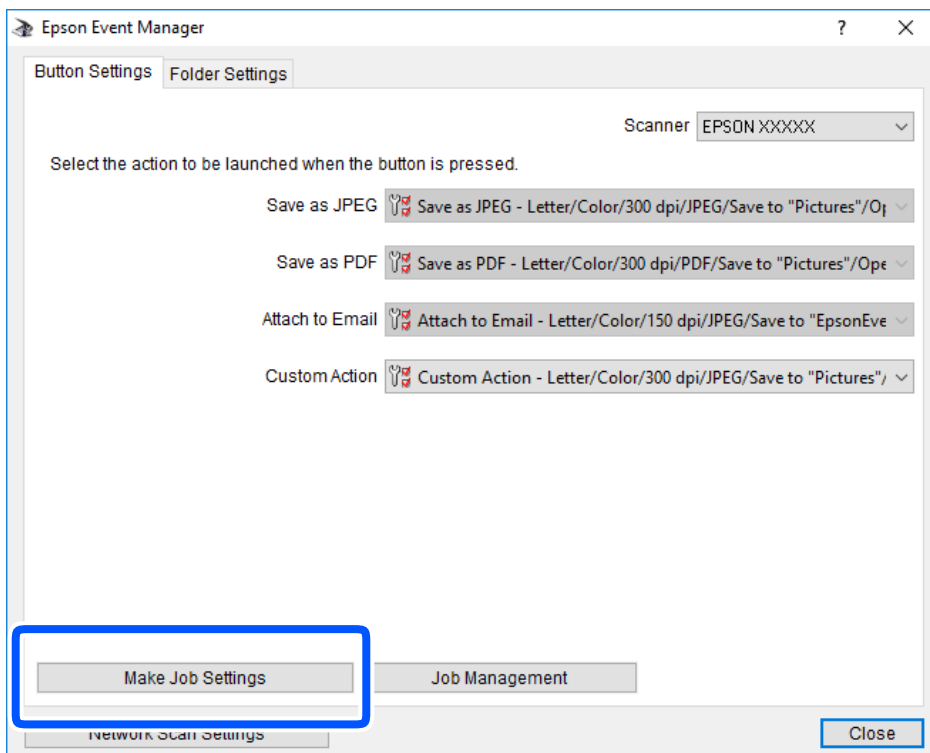 Epson Event Manager
?
Button Settings
Folder Settings
Scanner EPSON XXXXX
Select the action to be launched when the button is pressed.
Save as JPEG Save as JPEG - Letter/Color/300 dpi/JPEG/Save to "Pictures"/Op
Save as PDF Save as PDF - Letter/Color/300 dpi/PDF/Save to "Pictures"/Ope
Attach to Email Attach to Email - Letter/Color/150 dpi/JPEG/Save to "EpsonEve
Custom Action Custom Action - Letter/Color/300 dpi/JPEG/Save to "Pictures"/
Make Job Settings
Job Management
Network Scan Settings
Close